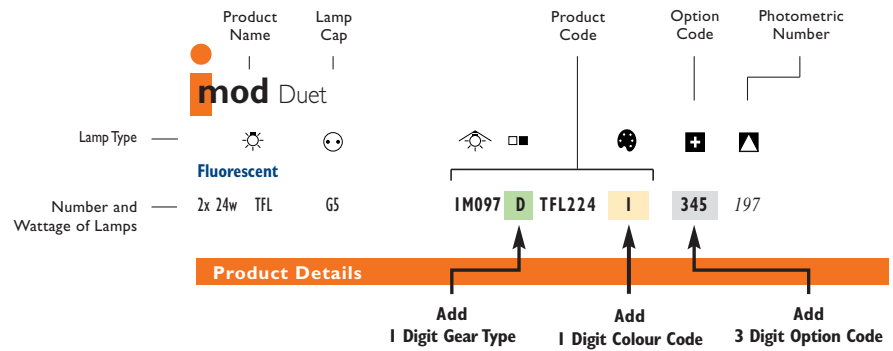 Product Name
Lamp Cap
Product Code
Option Code
Photometric Number
imod Duet
Lamp Type
Fluorescent
Number and Wattage of Lamps
2x 24w TFL G5 IM097 D TFL224 1 345 197
Product Details
Add
1 Digit Gear Type
Add
1 Digit Colour Code
Add
3 Digit Option Code